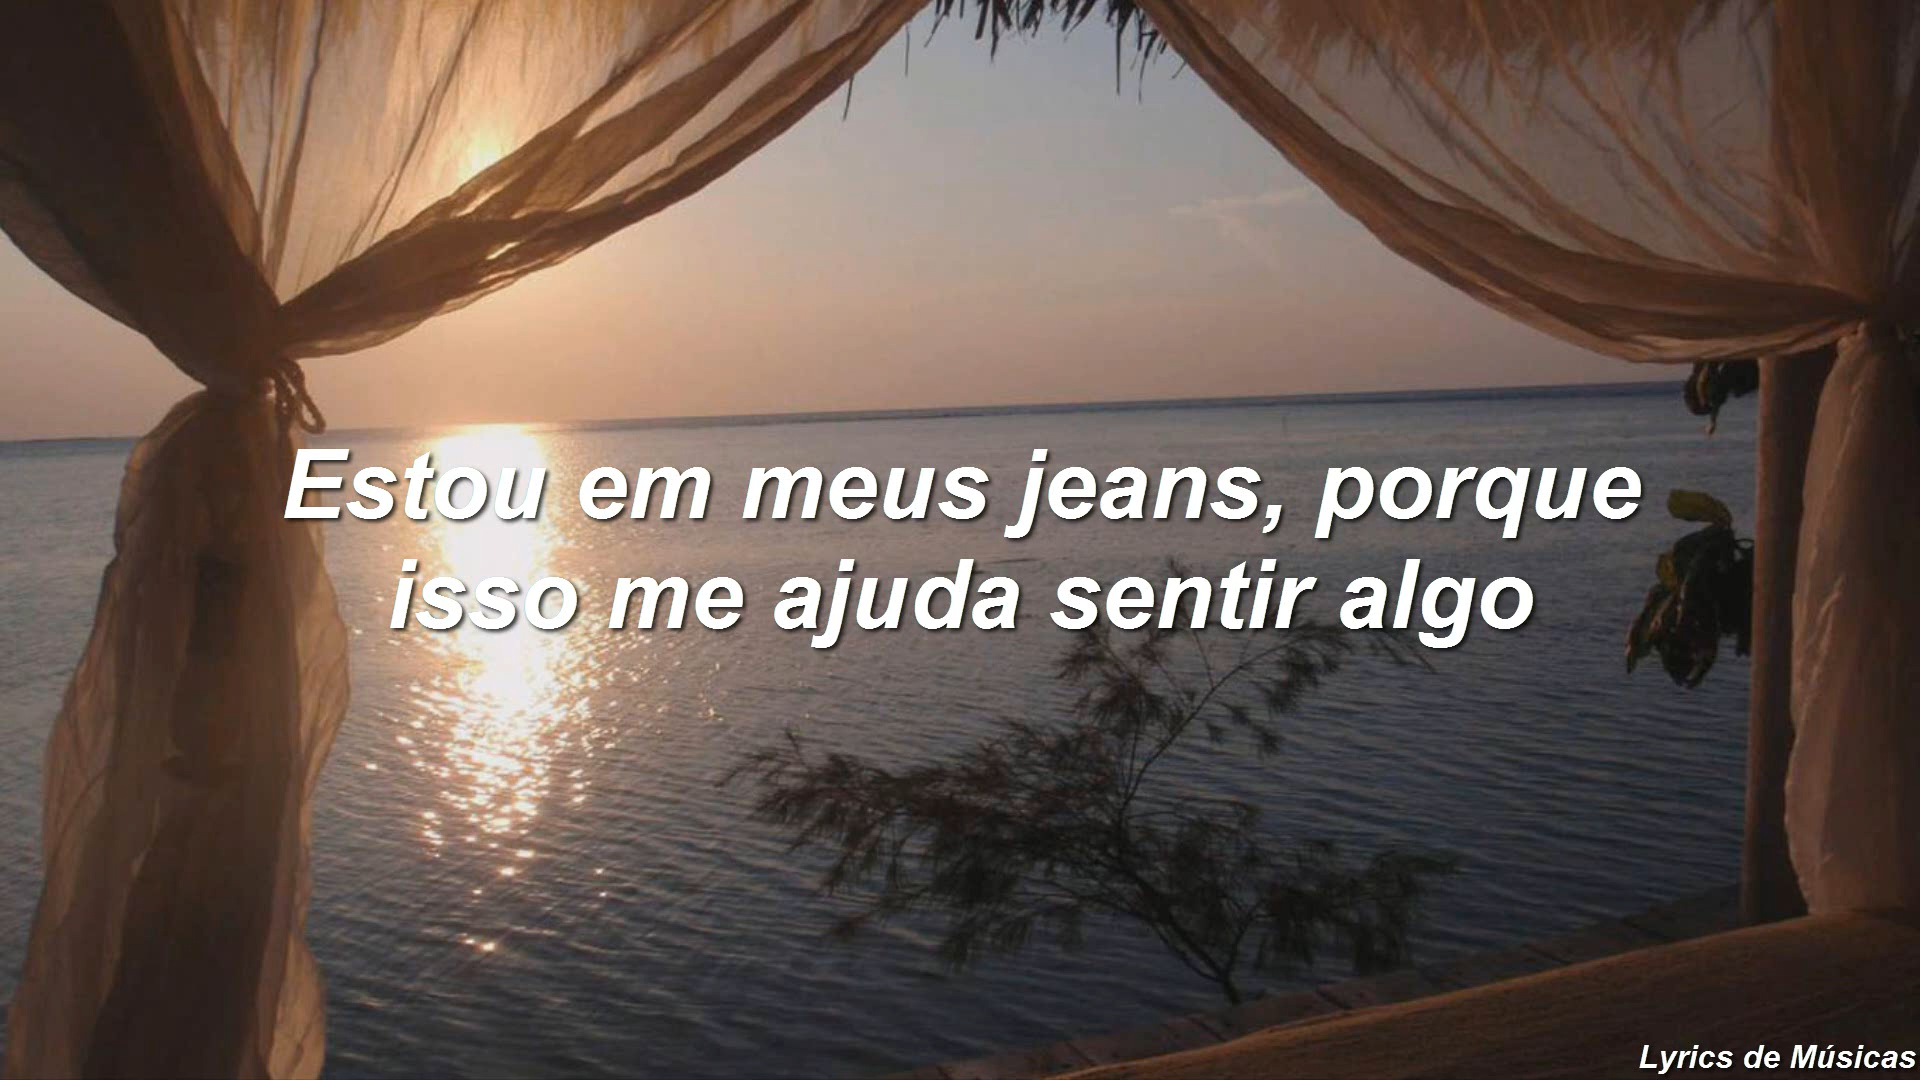 Estou em meus jeans, porque
isso me ajuda sentir algo
Lyrics de Músicas